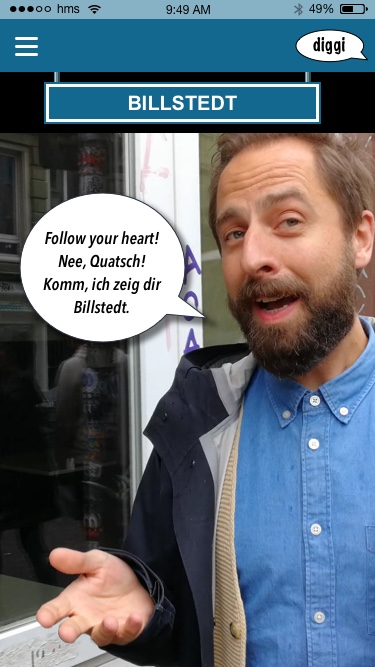 hms 9:49 AM 49%
diggi
BILLSTEDT
Follow your heart!
Nee, Quatsch!
Komm, ich zeig dir
Billstedt.